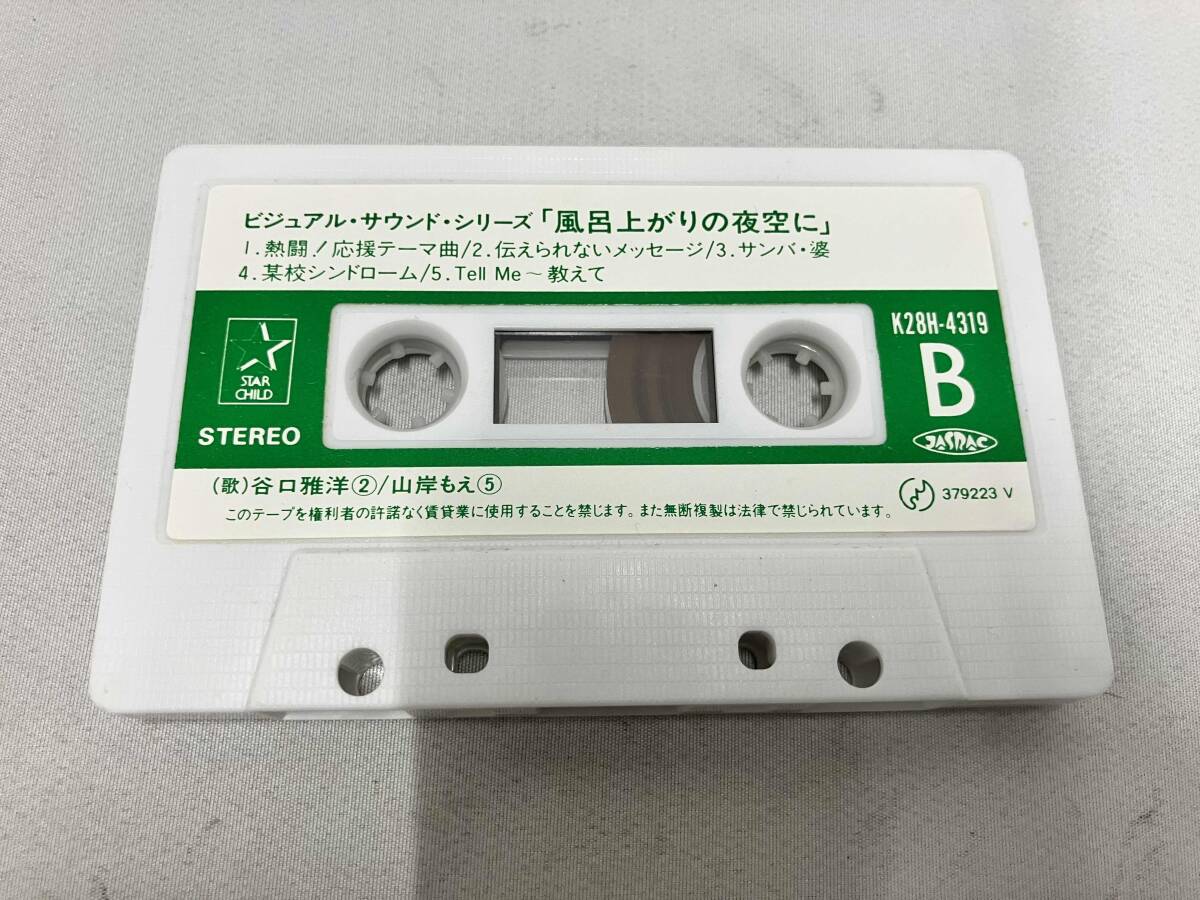 ビジュアル・サウンド・シリーズ「風呂上がりの夜空に」
1.熱闘!応援テーマ曲/2.伝えられないメッセージ/3.サンバ・婆
4.某校シンドローム/5.Tell Me〜教えて
K28H-4319
B
STAR
CHILD
STEREO
JASRAC
(歌)谷口雅洋②/山岸もえ⑤
このテープを権利者の許諾なく賃貸業に使用することを禁じます。また無断複製は法律で禁じられています。
379223 V